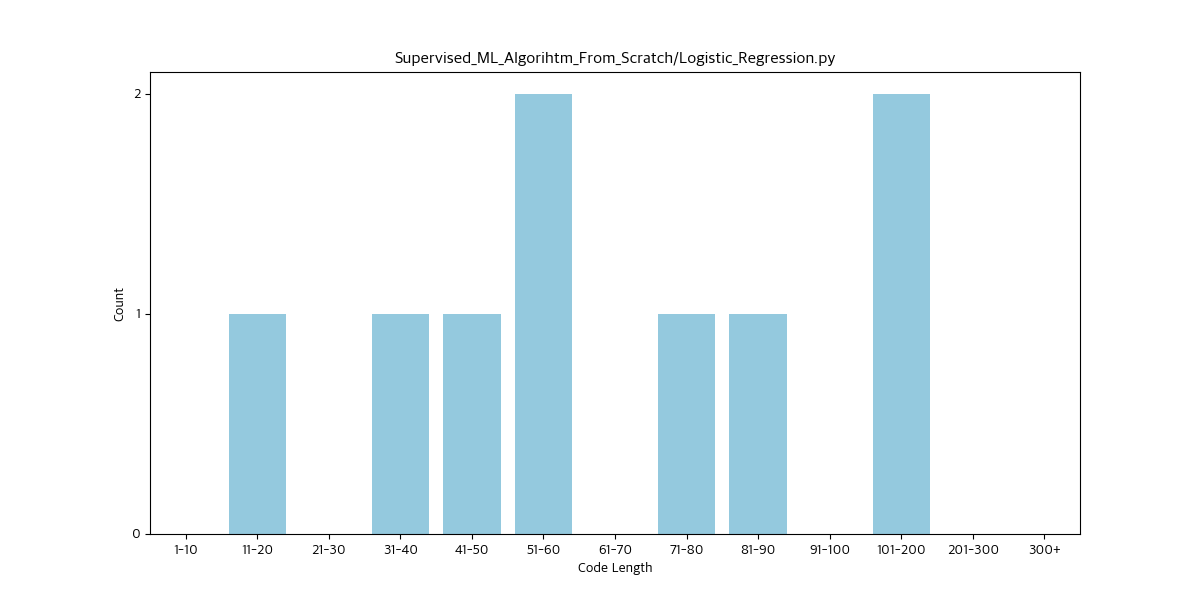 Supervised_ML_Algorihtm_From_Scratch/Logistic_Regression.py
2
1
0
Count
1-10 11-20 21-30 31-40 41-50 51-60 61-70 71-80 81-90 91-100 101-200 201-300 300+
Code Length